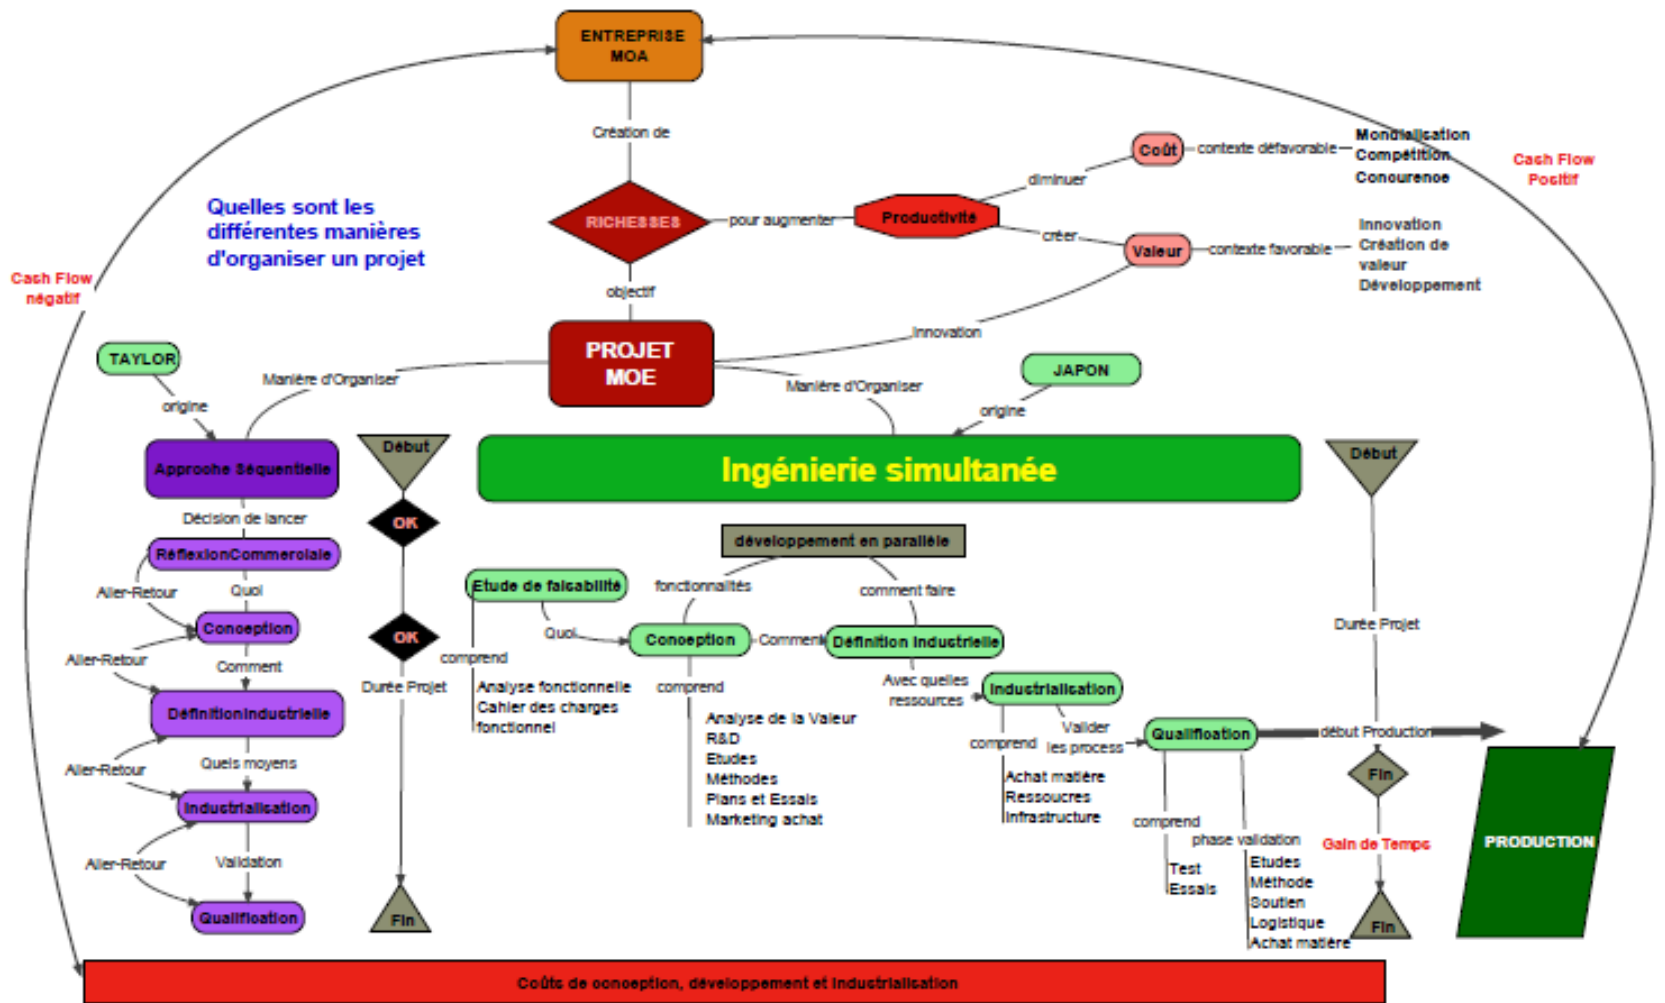 ENTREPRISE
MOA
Création de
Quelles sont les
différentes manières
d'organiser un projet
RICHESSES
pour augmenter
Productivité
diminuer
Coût
contexte défavorable
Mondialisation
Compétition
Concurence
Cash Flow
Positif
créer
Valeur
contexte favorable
Innovation
Création de
valeur
Développement
Cash Flow
négatif
objectif
Innovation
PROJET
MOE
TAYLOR
origine
Manière d'Organiser
Manière d'Organiser
JAPON
origine
Approche Séquentielle
Début
Ingénierie simultanée
Début
Décision de lancer
OK
RéflexionCommerciale
Aller-Retour
Quoi
Conception
OK
Aller-Retour
Comment
Durée Projet
DéfinitionIndustrielle
Aller-Retour
Quels moyens
Industrialisation
Aller-Retour
Validation
Qualification
Fin
développement en parallèle
Etude de faisabilité
fonctionnalités
comment faire
Quoi
Conception
Comment
Définition Industrielle
comprend
Analyse fonctionnelle
Cahier des charges
fonctionnel
comprend
Analyse de la Valeur
R&D
Etudes
Méthodes
Plans et Essais
Marketing achat
Avec quelles
ressources
Industrialisation
comprend
Valider
les process
Achat matière
Ressoucres
Infrastructure
Qualification
début Production
comprend
Test
Essais
phase validation
Etudes
Méthode
Soutien
Logistique
Achat matière
Durée Projet
Fin
Gain de Temps
Fin
PRODUCTION
Coûts de conception, développement et Industrialisation